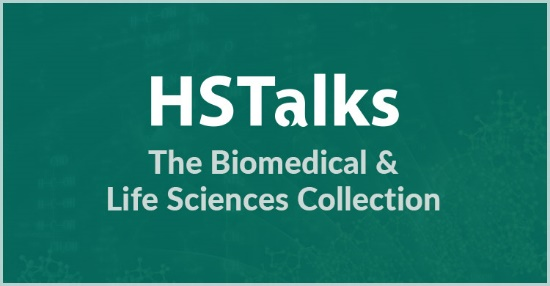 HSTalks
The Biomedical &
Life Sciences Collection